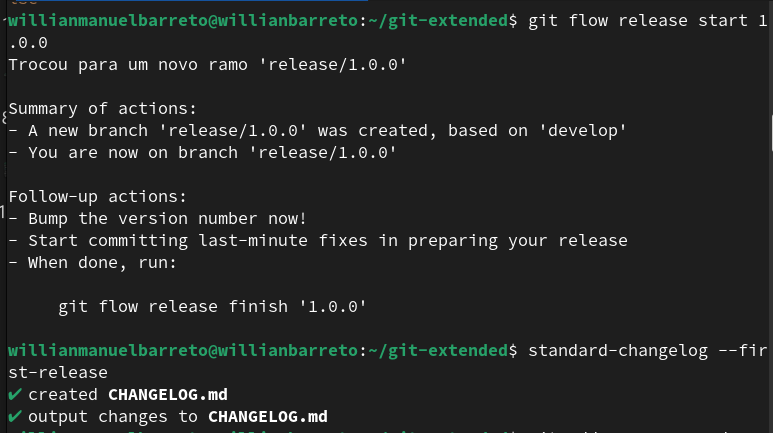 willianmanuelbarreto@willianbarreto:~/git-extended$ git flow release start 1
.0.0
Trocou para um novo ramo 'release/1.0.0'
Summary of actions:
- A new branch 'release/1.0.0' was created, based on 'develop'
- You are now on branch 'release/1.0.0'
Follow-up actions:
- Bump the version number now!
- Start committing last-minute fixes in preparing your release
- When done, run:
git flow release finish '1.0.0'
willianmanuelbarreto@willianbarreto:~/git-extended$ standard-changelog --fir
st-release
✔ created CHANGELOG.md
✔ output changes to CHANGELOG.md